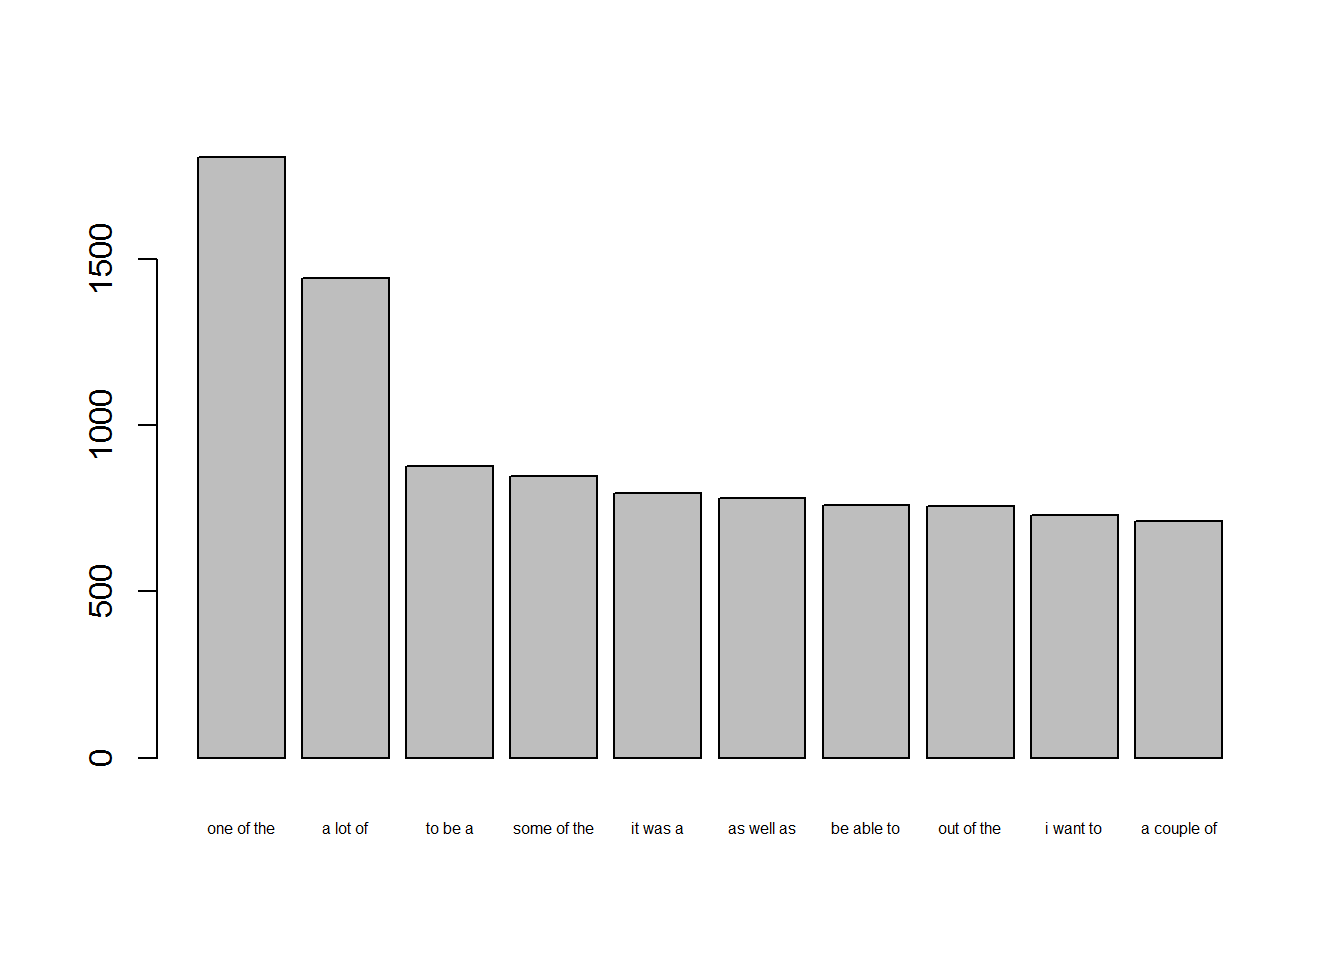 1500
1000
500
0
one of the a lot of to be a some of the it was a as well as be able to out of the i want to a couple of